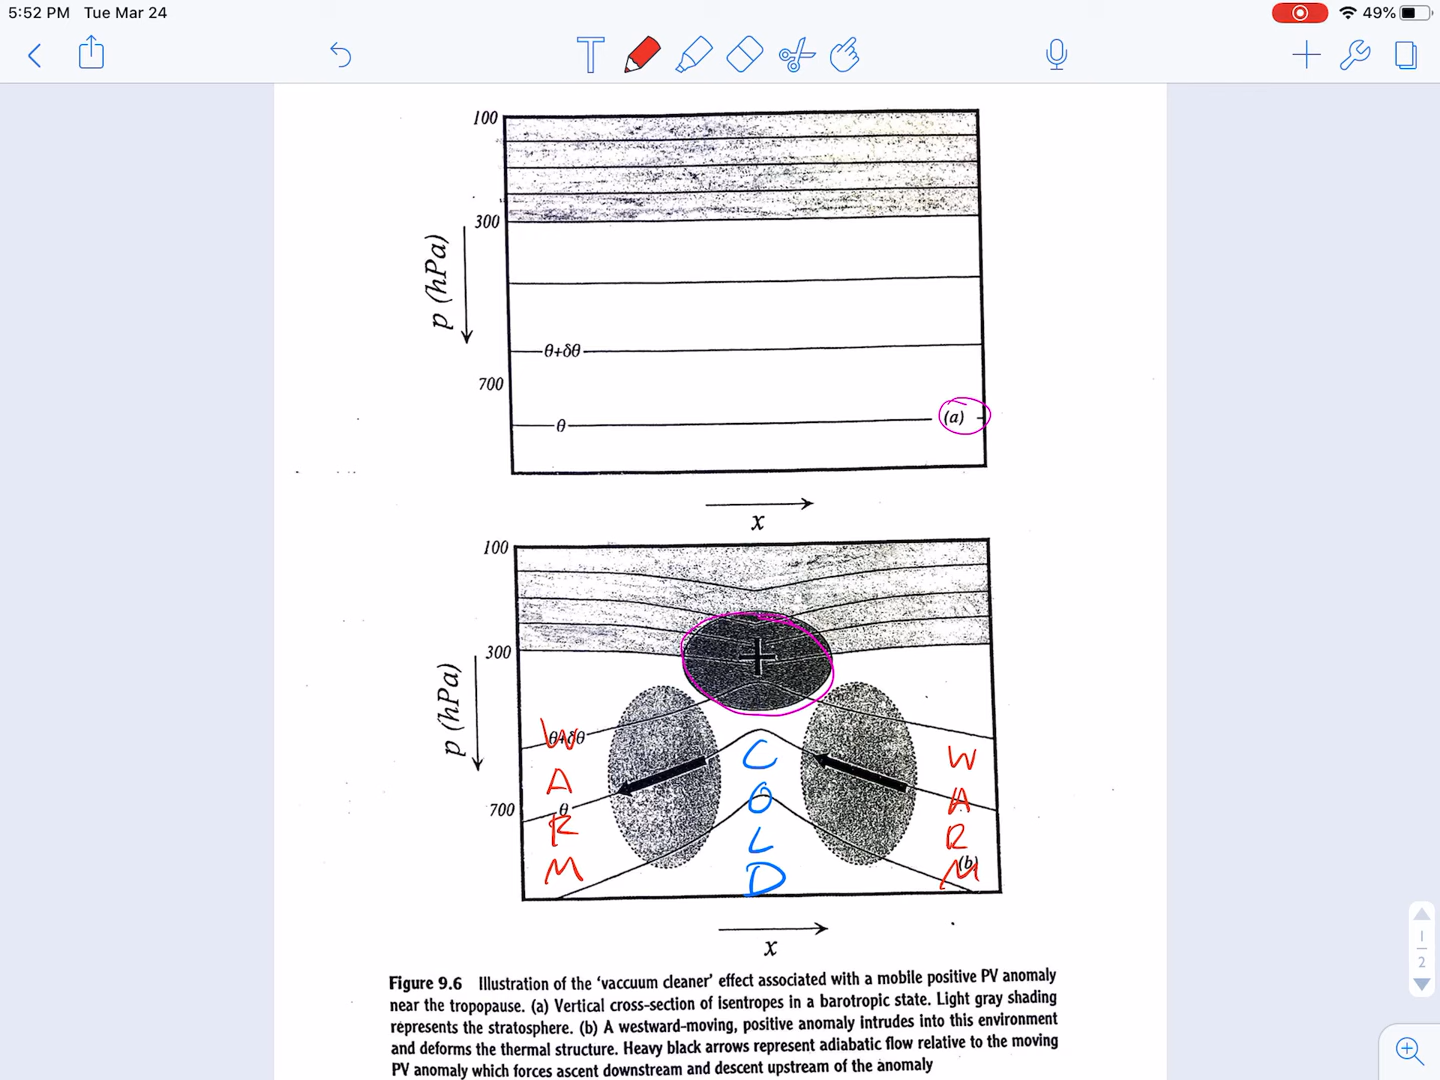 5:52 PM Tue Mar 24
49%
T
100
300
p (hPa)
θ+δθ
700
θ
(a)
x
100
300
p (hPa)
θ+δθ
700
θ
(b)
WARM
COLD
WARM
x
Figure 9.6 Illustration of the 'vaccuum cleaner' effect associated with a mobile positive PV anomaly
near the tropopause. (a) Vertical cross-section of isentropes in a barotropic state. Light gray shading
represents the stratosphere. (b) A westward-moving, positive anomaly intrudes into this environment
and deforms the thermal structure. Heavy black arrows represent adiabatic flow relative to the moving
PV anomaly which forces ascent downstream and descent upstream of the anomaly
1
2